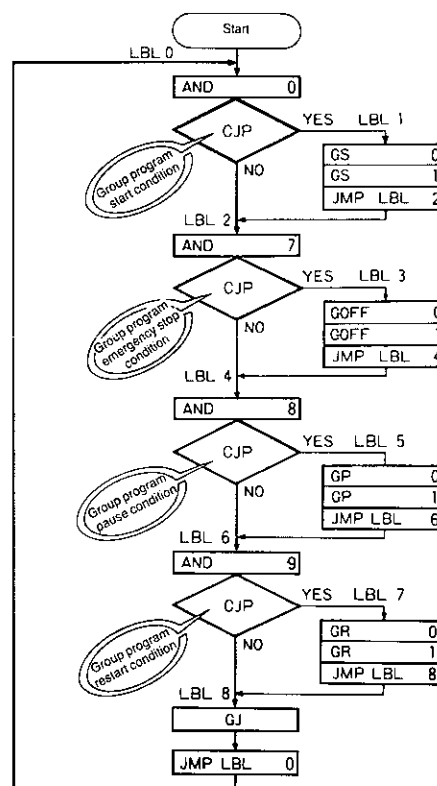 Start
LBL 0
AND 0
CJP
YES LBL 1
Group program
start condition
NO
GS 0
GS 1
JMP LBL 2
LBL 2
AND 7
CJP
YES LBL 3
Group program
emergency stop
condition
NO
GOFF 0
GOFF 1
JMP LBL 4
LBL 4
AND 8
CJP
YES LBL 5
Group program
pause condition
NO
GP 0
GP 1
JMP LBL 6
LBL 6
AND 9
CJP
YES LBL 7
Group program
restart condition
NO
GR 0
GR 1
JMP LBL 8
LBL 8
GJ
JMP LBL 0